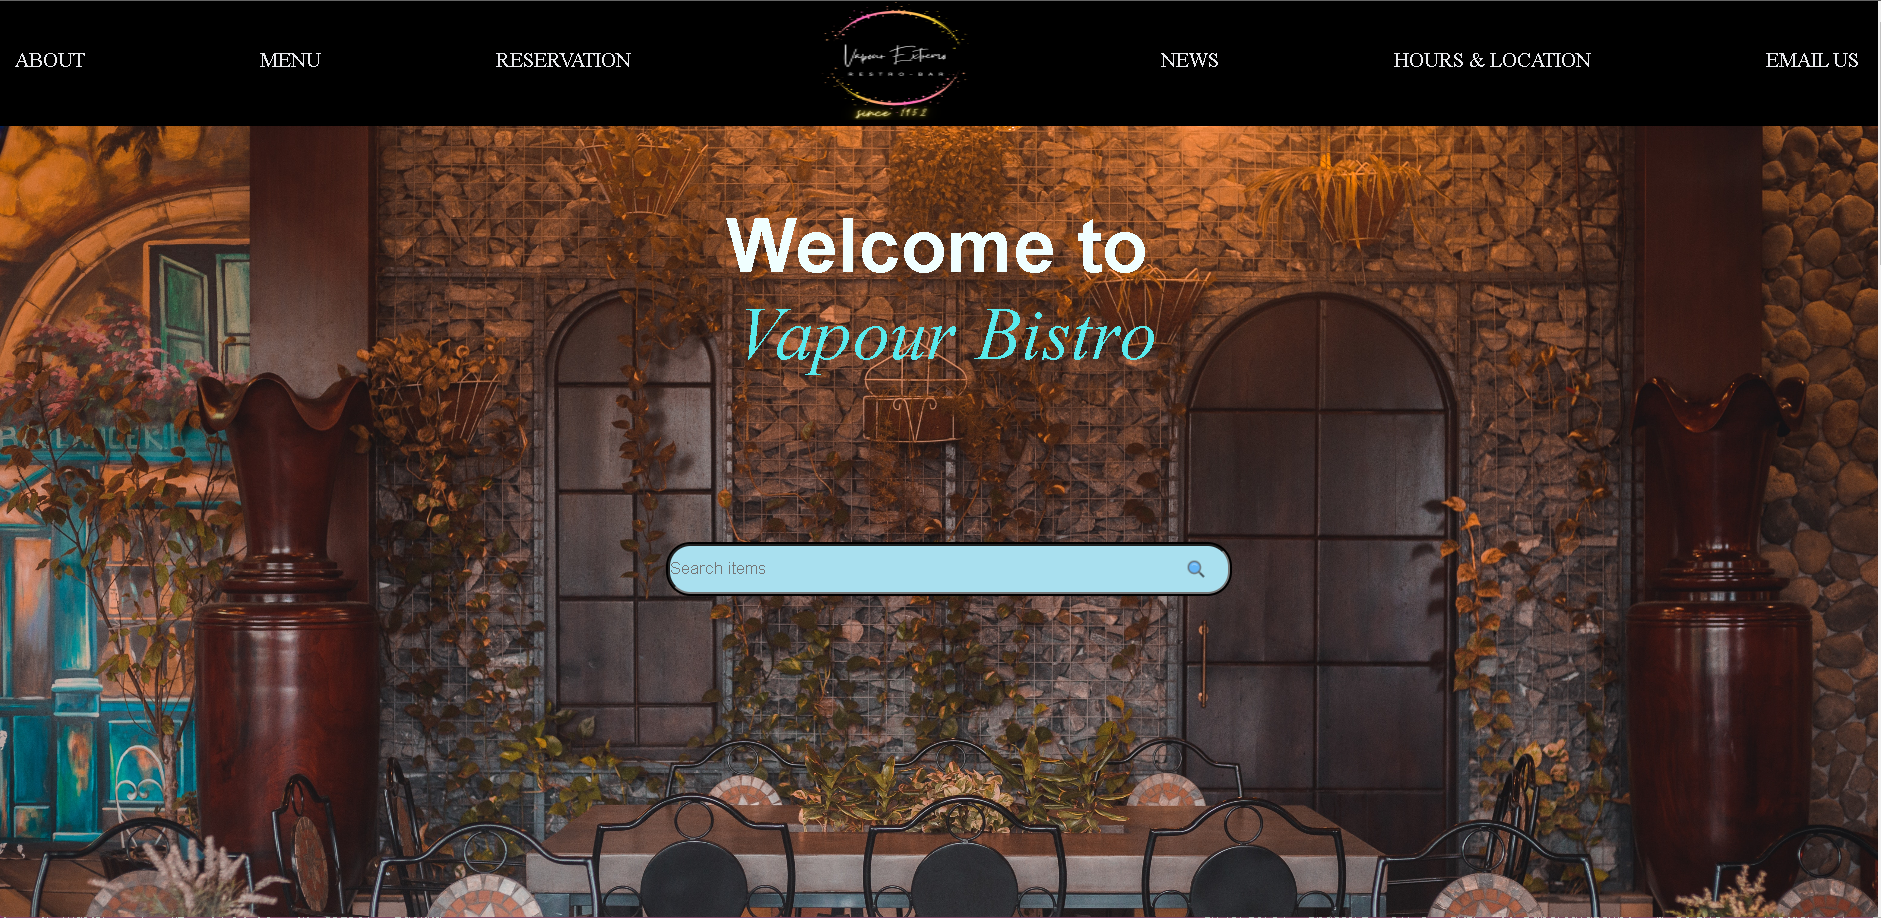 ABOUT
MENU
RESERVATION
Vapour Extremo
RESTRO-BAR
since 1952
NEWS
HOURS & LOCATION
EMAIL US
Welcome to
Vapour Bistro
Search items